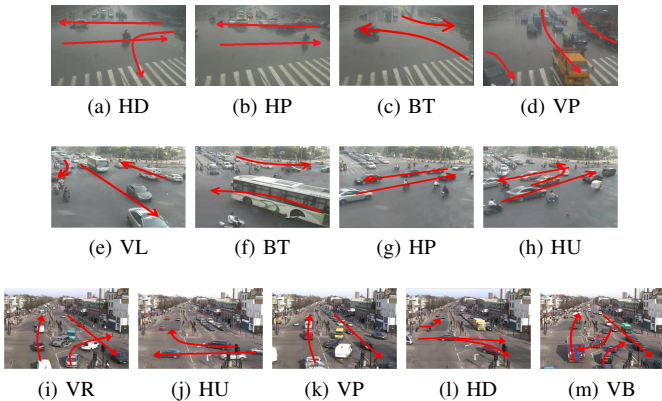 (a) HD (b) HP (c) BT (d) VP
(e) VL (f) BT (g) HP (h) HU
(i) VR (j) HU (k) VP (l) HD (m) VB